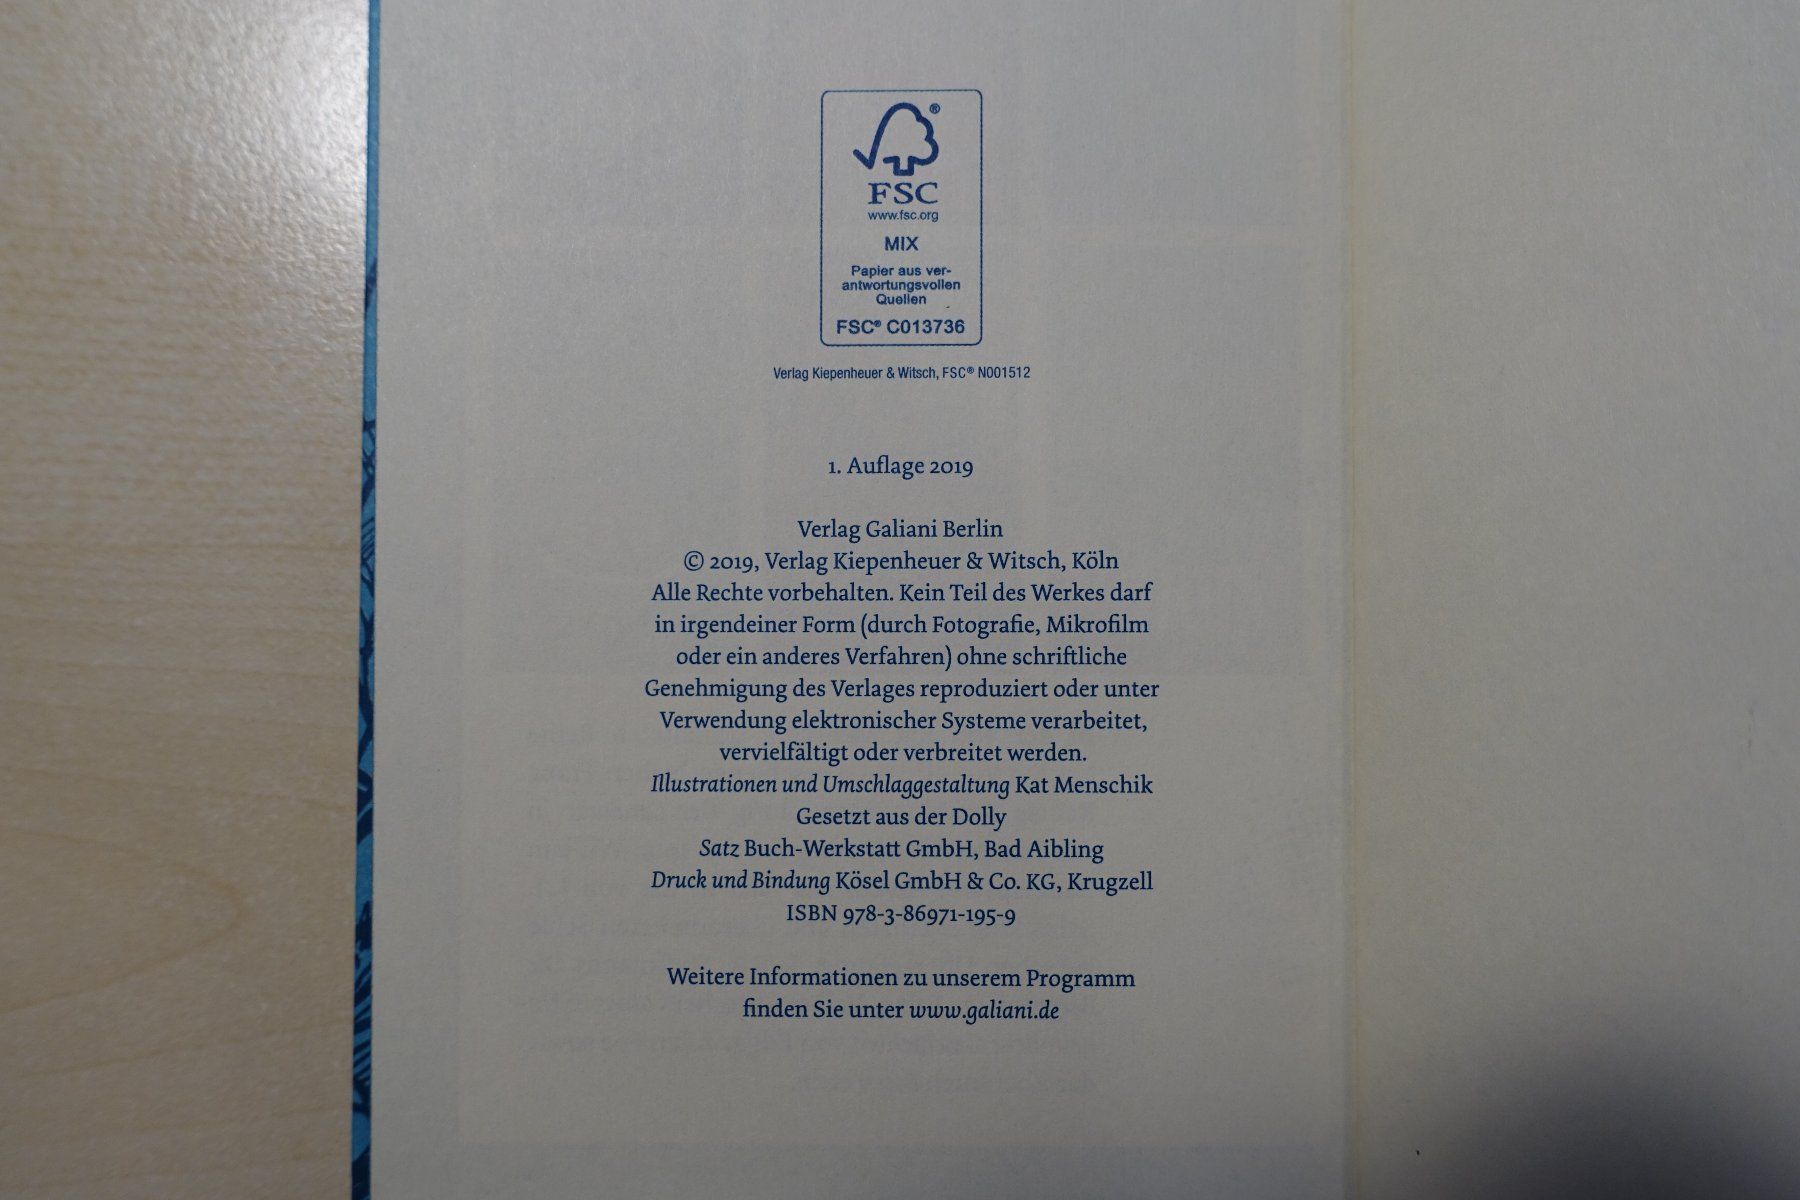 ®
FSC
www.fsc.org
MIX
Papier aus ver-
antwortungsvollen
Quellen
FSC® C013736
Verlag Kiepenheuer & Witsch, FSC® N001512
1. Auflage 2019
Verlag Galiani Berlin
© 2019, Verlag Kiepenheuer & Witsch, Köln
Alle Rechte vorbehalten. Kein Teil des Werkes darf
in irgendeiner Form (durch Fotografie, Mikrofilm
oder ein anderes Verfahren) ohne schriftliche
Genehmigung des Verlages reproduziert oder unter
Verwendung elektronischer Systeme verarbeitet,
vervielfältigt oder verbreitet werden.
Illustrationen und Umschlaggestaltung Kat Menschik
Gesetzt aus der Dolly
Satz Buch-Werkstatt GmbH, Bad Aibling
Druck und Bindung Kösel GmbH & Co. KG, Krugzell
ISBN 978-3-86971-195-9
Weitere Informationen zu unserem Programm
finden Sie unter www.galiani.de